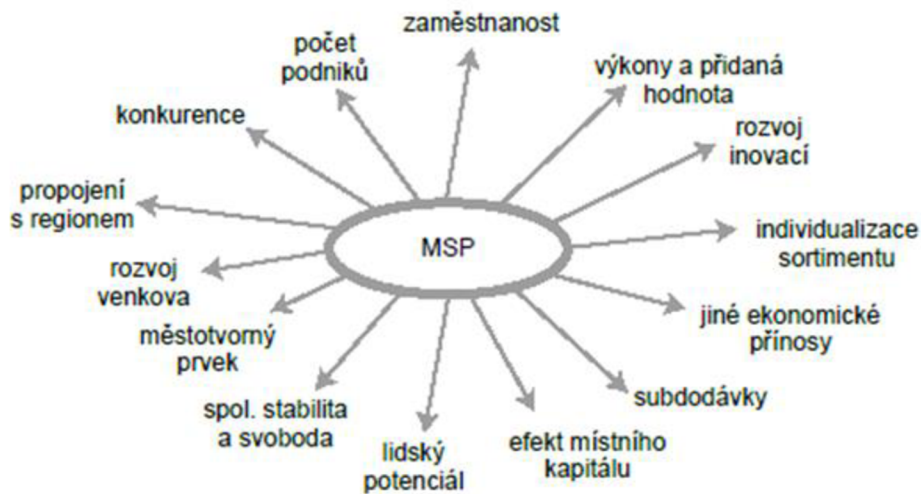 zaměstnanost
počet
podniků
výkony a přidaná
hodnota
konkurence
rozvoj
inovací
propojení
s regionem
MSP
individualizace
sortimentu
rozvoj
venkova
jiné ekonomické
přínosy
městotvorný
prvek
subdodávky
spol. stabilita
a svoboda
lidský
potenciál
efekt místního
kapitálu